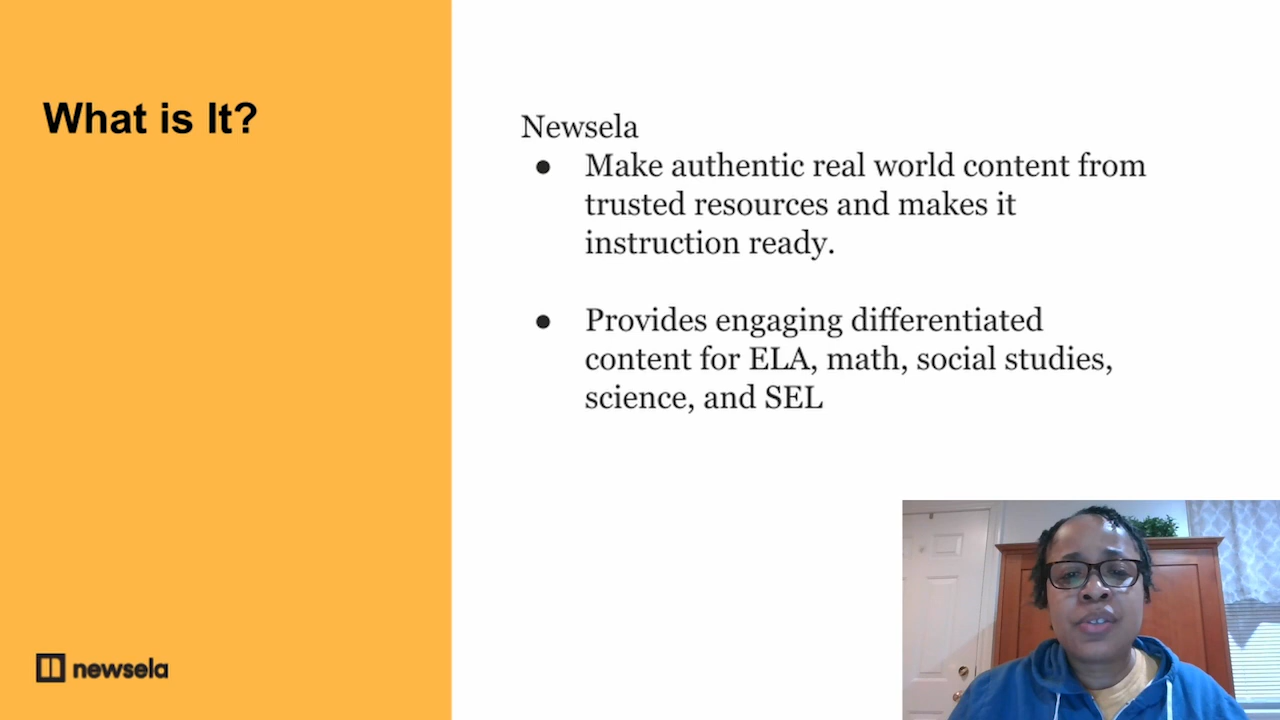 What is It?
Newsela
● Make authentic real world content from
trusted resources and makes it
instruction ready.
● Provides engaging differentiated
content for ELA, math, social studies,
science, and SEL
newsela